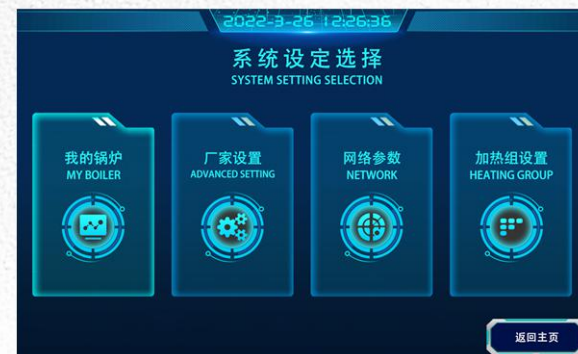 2022-3-26 12:26:36
系统设定选择
SYSTEM SETTING SELECTION
我的锅炉
MY BOILER
厂家设置
ADVANCED SETTING
网络参数
NETWORK
加热组设置
HEATING GROUP
返回主页